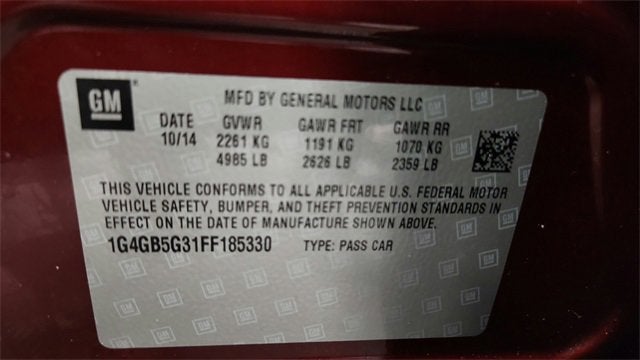 GM MFD BY GENERAL MOTORS LLC
DATE GVWR GAWR FRT GAWR RR
10/14 2261 KG 1191 KG 1070 KG
4985 LB 2626 LB 2359 LB
THIS VEHICLE CONFORMS TO ALL APPLICABLE U.S. FEDERAL MOTOR
VEHICLE SAFETY, BUMPER, AND THEFT PREVENTION STANDARDS IN
EFFECT ON THE DATE OF MANUFACTURE SHOWN ABOVE.
1G4GB5G31FF185330 TYPE: PASS CAR